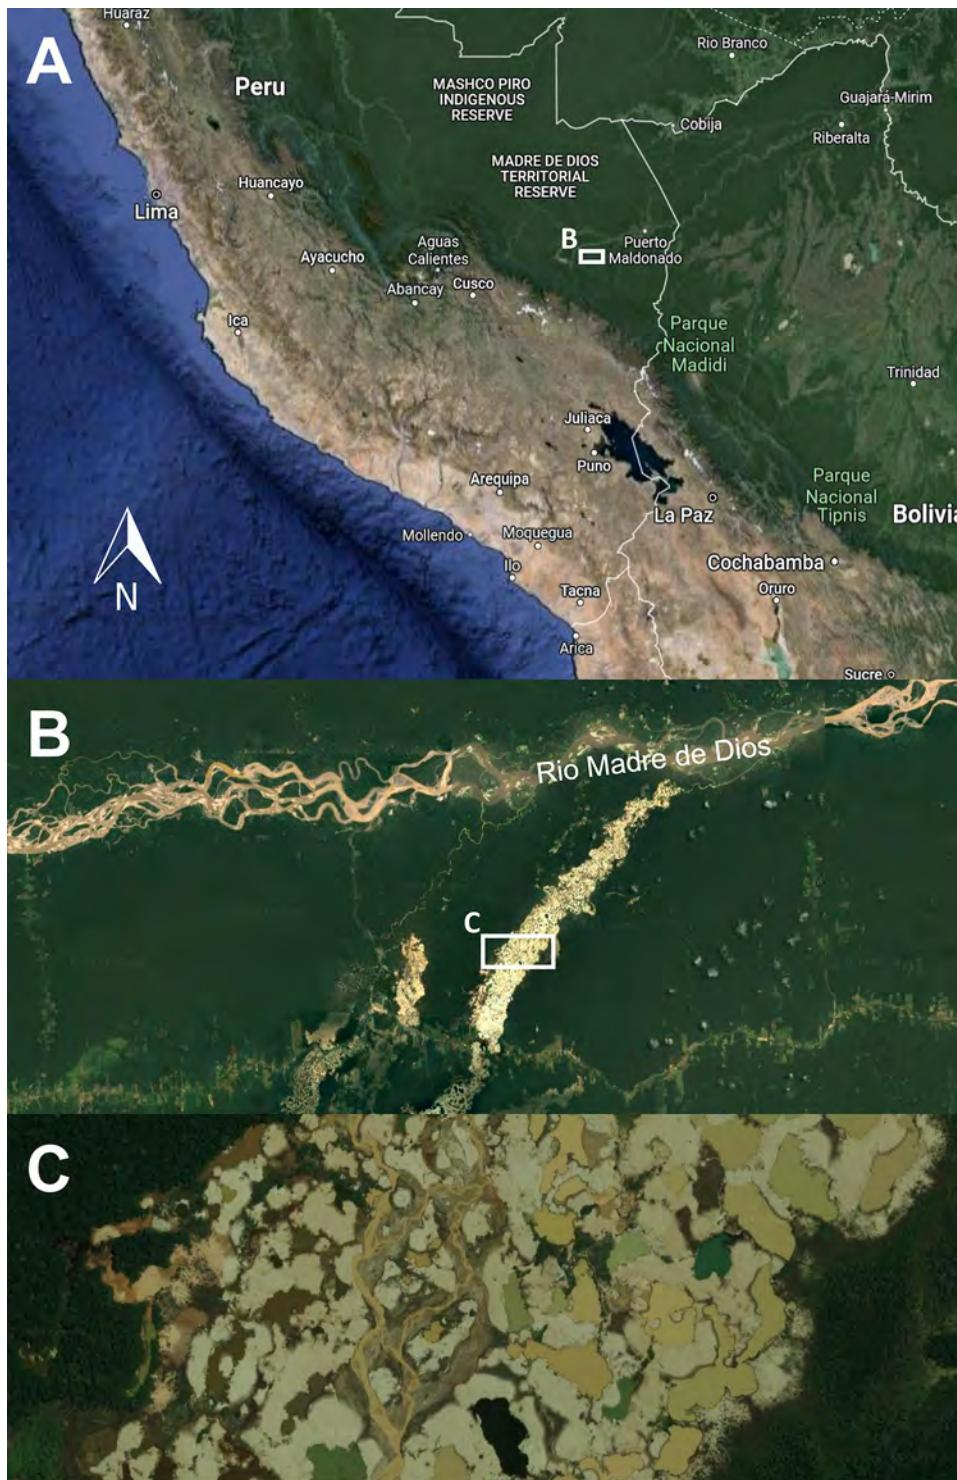 A
Huaraz
Peru
MASHCO PIRO
INDIGENOUS
RESERVE
Rio Branco
Guajará-Mirim
Cobija
Riberalta
MADRE DE DIOS
TERRITORIAL
RESERVE
Huancayo
Lima
B
Puerto
Maldonado
Aguas
Calientes
Ayacucho
Abancay
Cusco
Ica
Parque
Nacional
Madidi
Trinidad
Juliaca
Puno
Arequipa
La Paz
Parque
Nacional
Tipnis
Bolivia
Mollendo
Moquegua
Ilo
Cochabamba
Oruro
Tacna
Arica
Sucre
N
B
Rio Madre de Dios
C
C